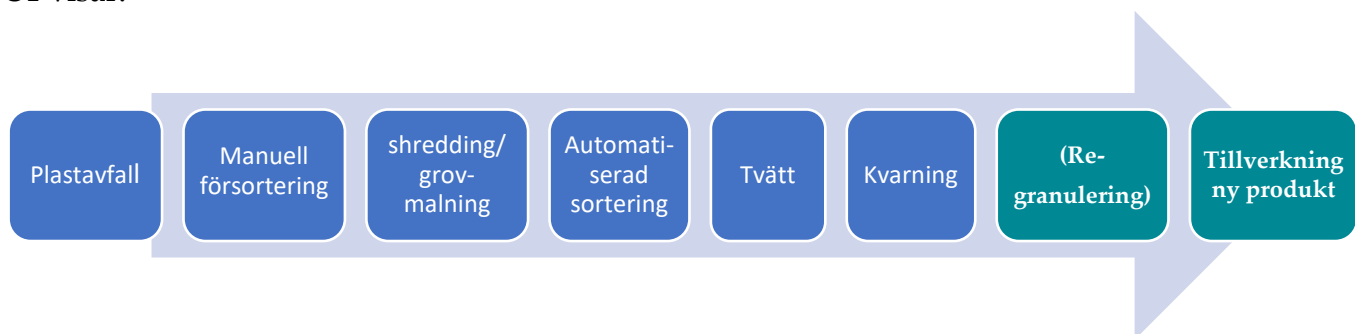 Plastavfall
Manuell
försortering
shredding/
grov-
malning
Automati-
serad
sortering
Tvätt
Kvarning
(Re-
granulering)
Tillverkning
ny produkt